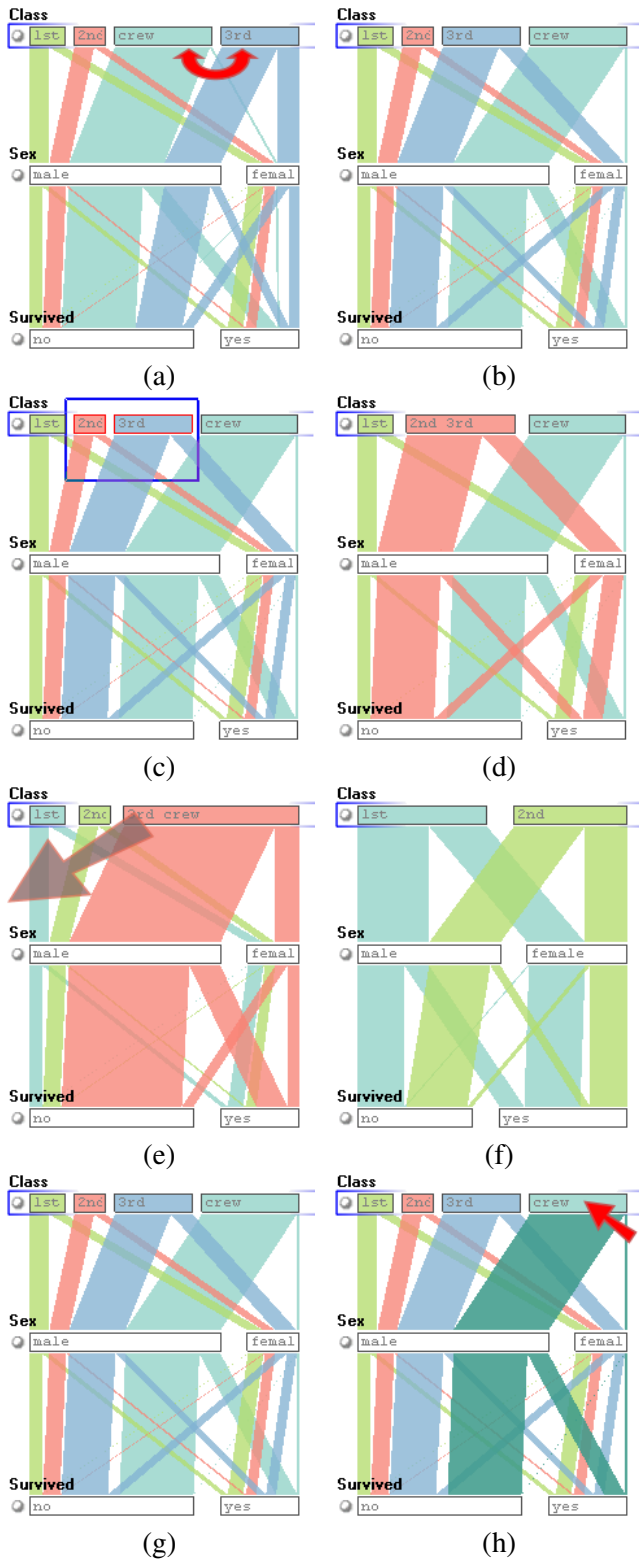 Class
1st 2nd crew 3rd
Sex
male femal
Survived
no yes
(a)
Class
1st 2nd 3rd crew
Sex
male femal
Survived
no yes
(b)
Class
1st 2nd 3rd crew
Sex
male femal
Survived
no yes
(c)
Class
1st 2nd 3rd crew
Sex
male femal
Survived
no yes
(d)
Class
1st 2nd 3rd crew
Sex
male femal
Survived
no yes
(e)
Class
1st 2nd
Sex
male female
Survived
no yes
(f)
Class
1st 2nd 3rd crew
Sex
male femal
Survived
no yes
(g)
Class
1st 2nd 3rd crew
Sex
male femal
Survived
no yes
(h)